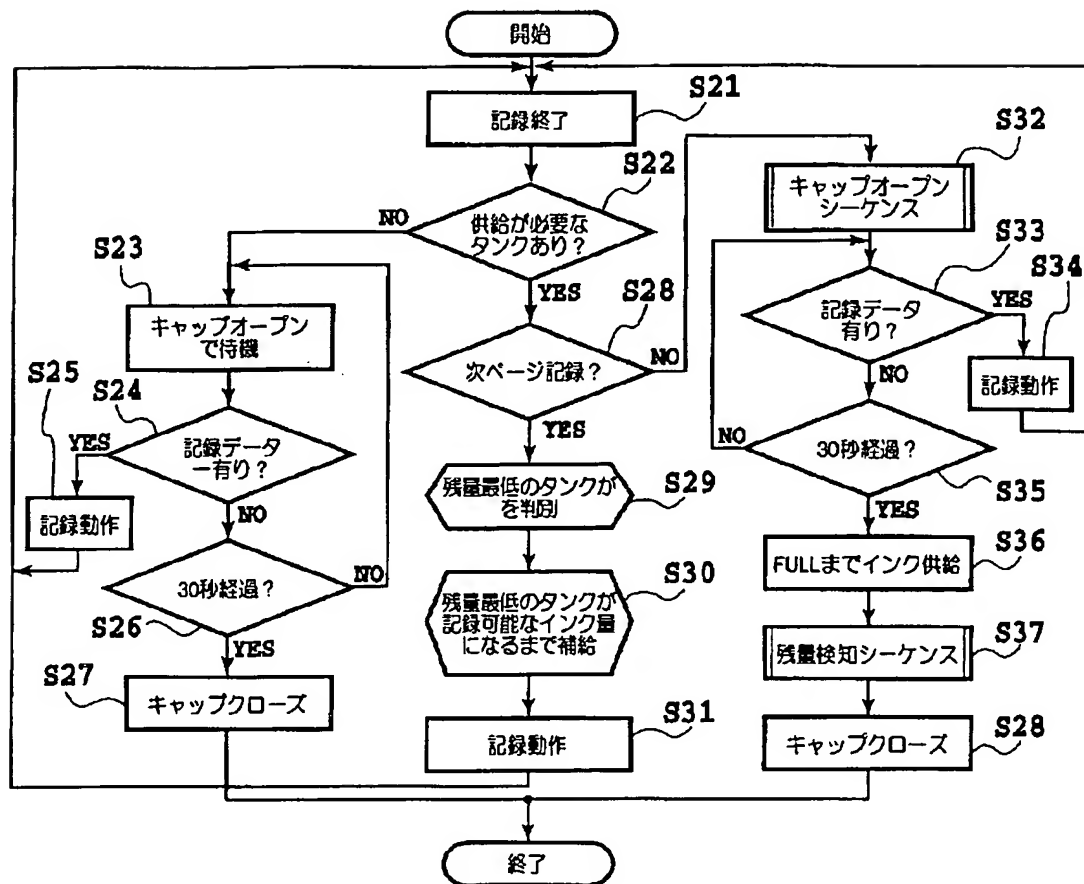 開始
S21
記録終了
S22
供給が必要な
タンクあり？
NO
YES
S23
キャップオープン
で待機
S24
記録データ
ー有り？
YES
NO
S25
記録動作
S26
30秒経過？
NO
YES
S27
キャップクローズ
S28
次ページ記録？
NO
YES
S29
残量最低のタンクが
を判別
S30
残量最低のタンクが
記録可能なインク量
になるまで補給
S31
記録動作
S32
キャップオープン
シーケンス
S33
記録データ
有り？
YES
NO
S34
記録動作
S35
30秒経過？
NO
YES
S36
FULLまでインク供給
S37
残量検知シーケンス
S28
キャップクローズ
終了